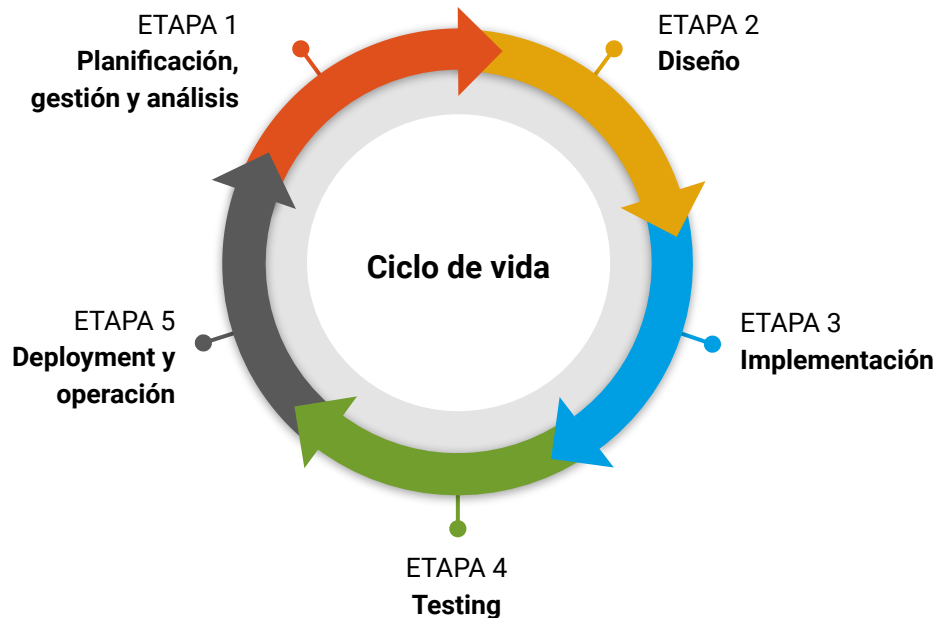 ETAPA 1
Planificación,
gestión y análisis
ETAPA 2
Diseño
Ciclo de vida
ETAPA 3
Implementación
ETAPA 4
Testing
ETAPA 5
Deployment y
operación